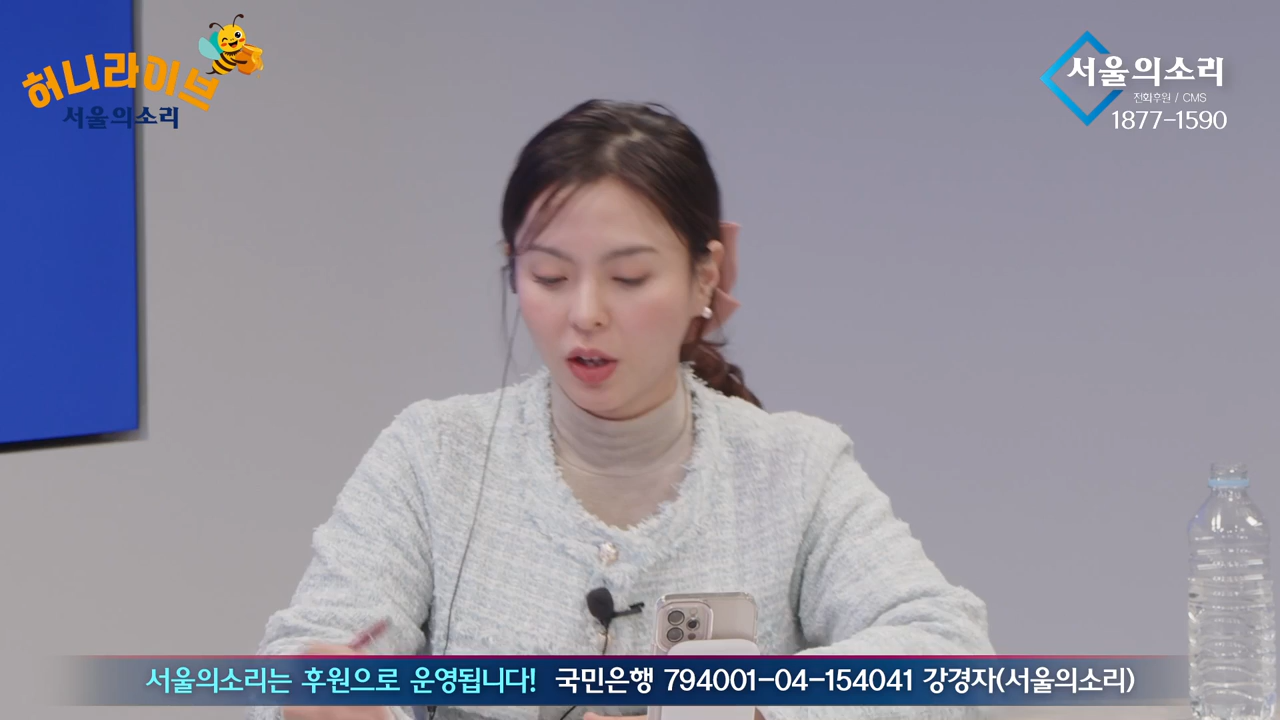 허니라이브
서울의소리
서울의소리
전화후원 / CMS
1877-1590
서울의소리는 후원으로 운영됩니다! 국민은행 794001-04-154041 강경자(서울의소리)